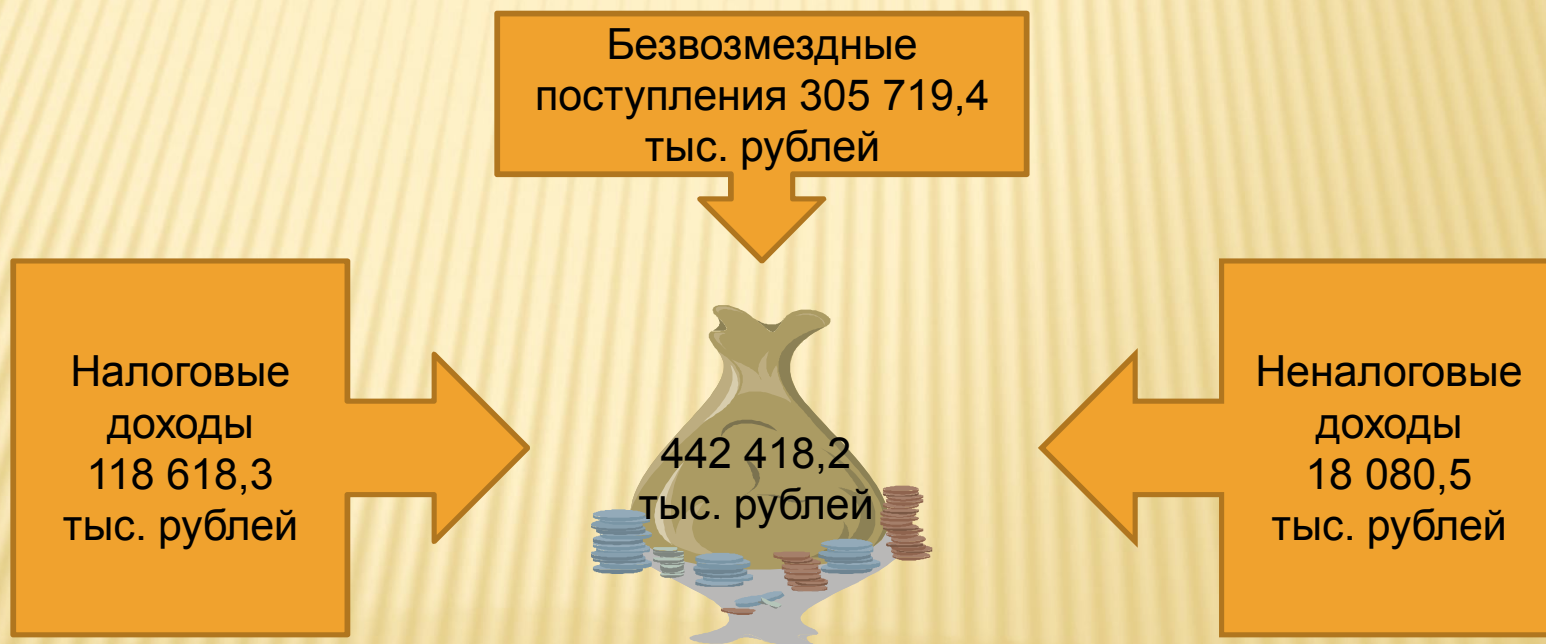 Безвозмездные
поступления 305 719,4
тыс. рублей
Налоговые
доходы
118 618,3
тыс. рублей
442 418,2
тыс. рублей
Неналоговые
доходы
18 080,5
тыс. рублей